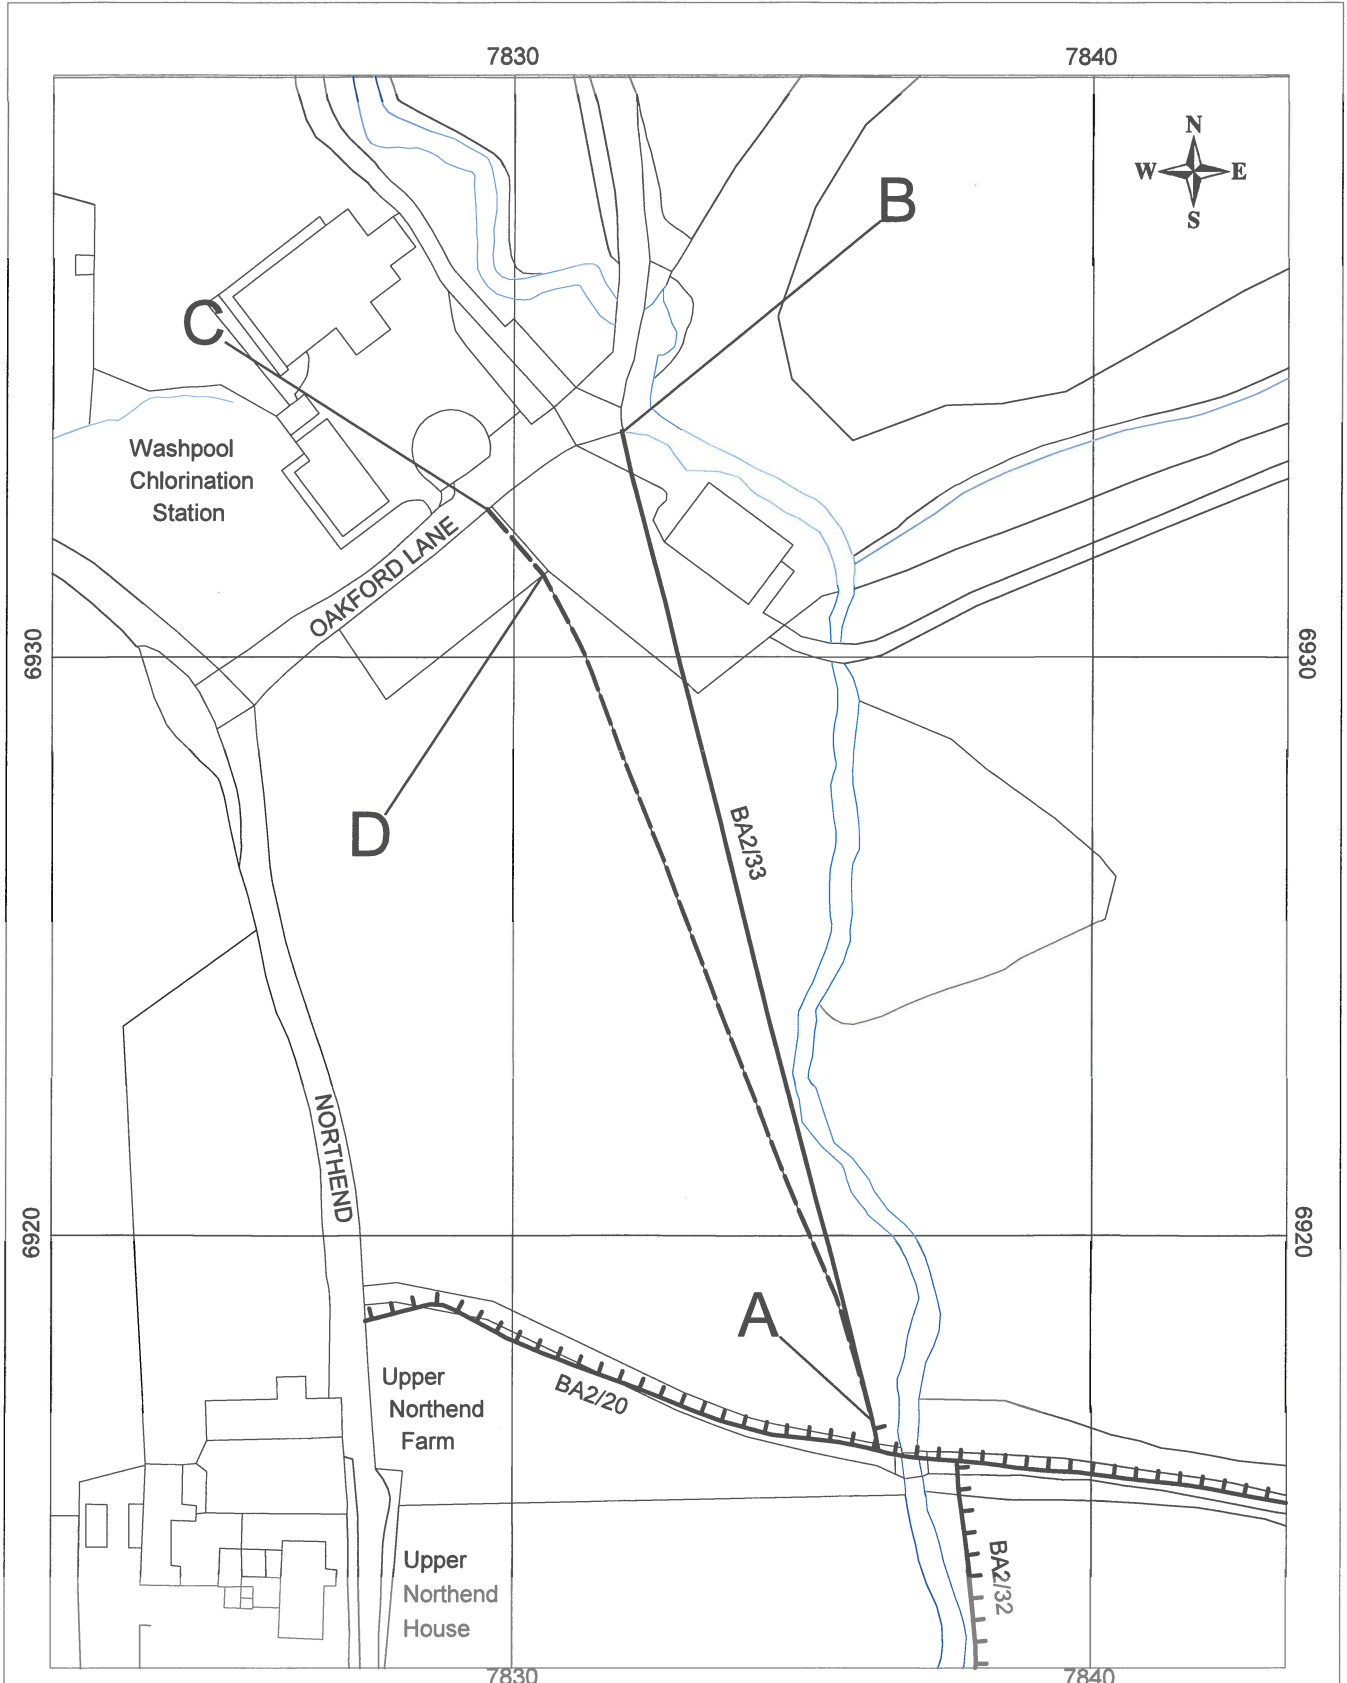 7830
7840
N
W
E
S
B
C
Washpool
Chlorination
Station
OAKFORD LANE
6930
6930
D
BA2/33
NORTHEND
6920
6920
A
Upper
Northend
Farm
BA2/20
Upper
Northend
House
BA2/32
7830
7840